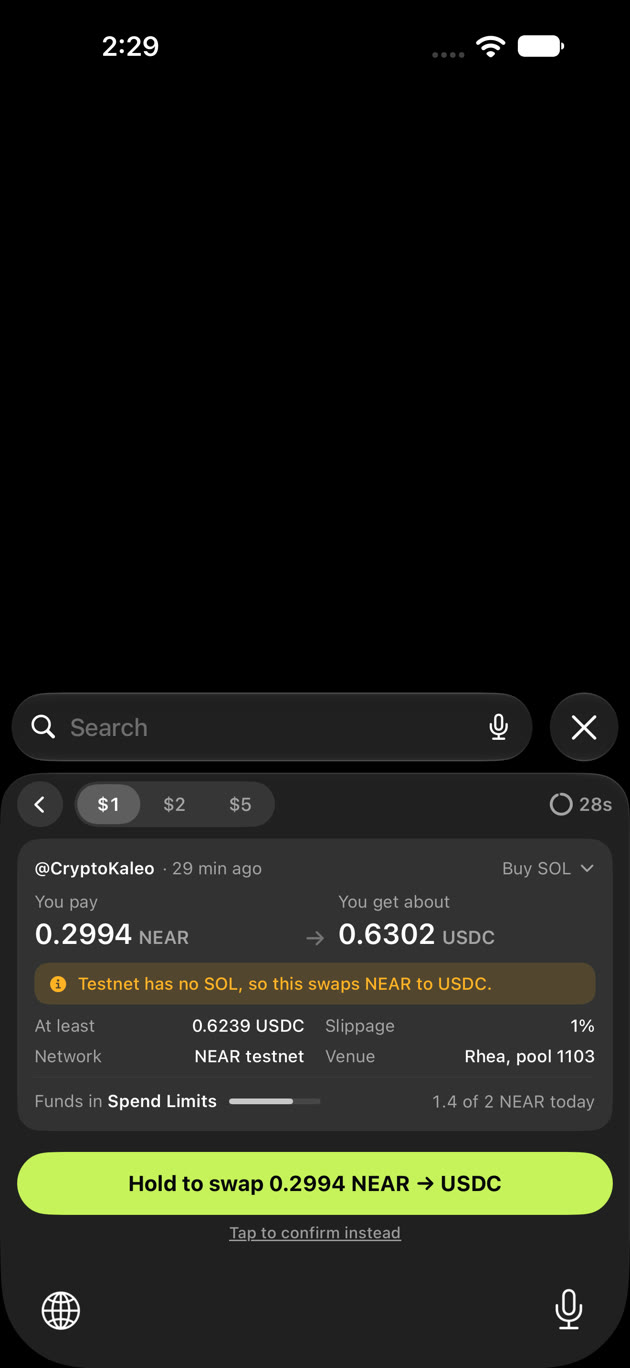 2:29
Search
$1 $2 $5 28s
@CryptoKaleo · 29 min ago Buy SOL
You pay You get about
0.2994 NEAR → 0.6302 USDC
Testnet has no SOL, so this swaps NEAR to USDC.
At least 0.6239 USDC Slippage 1%
Network NEAR testnet Venue Rhea, pool 1103
Funds in Spend Limits 1.4 of 2 NEAR today
Hold to swap 0.2994 NEAR → USDC
Tap to confirm instead